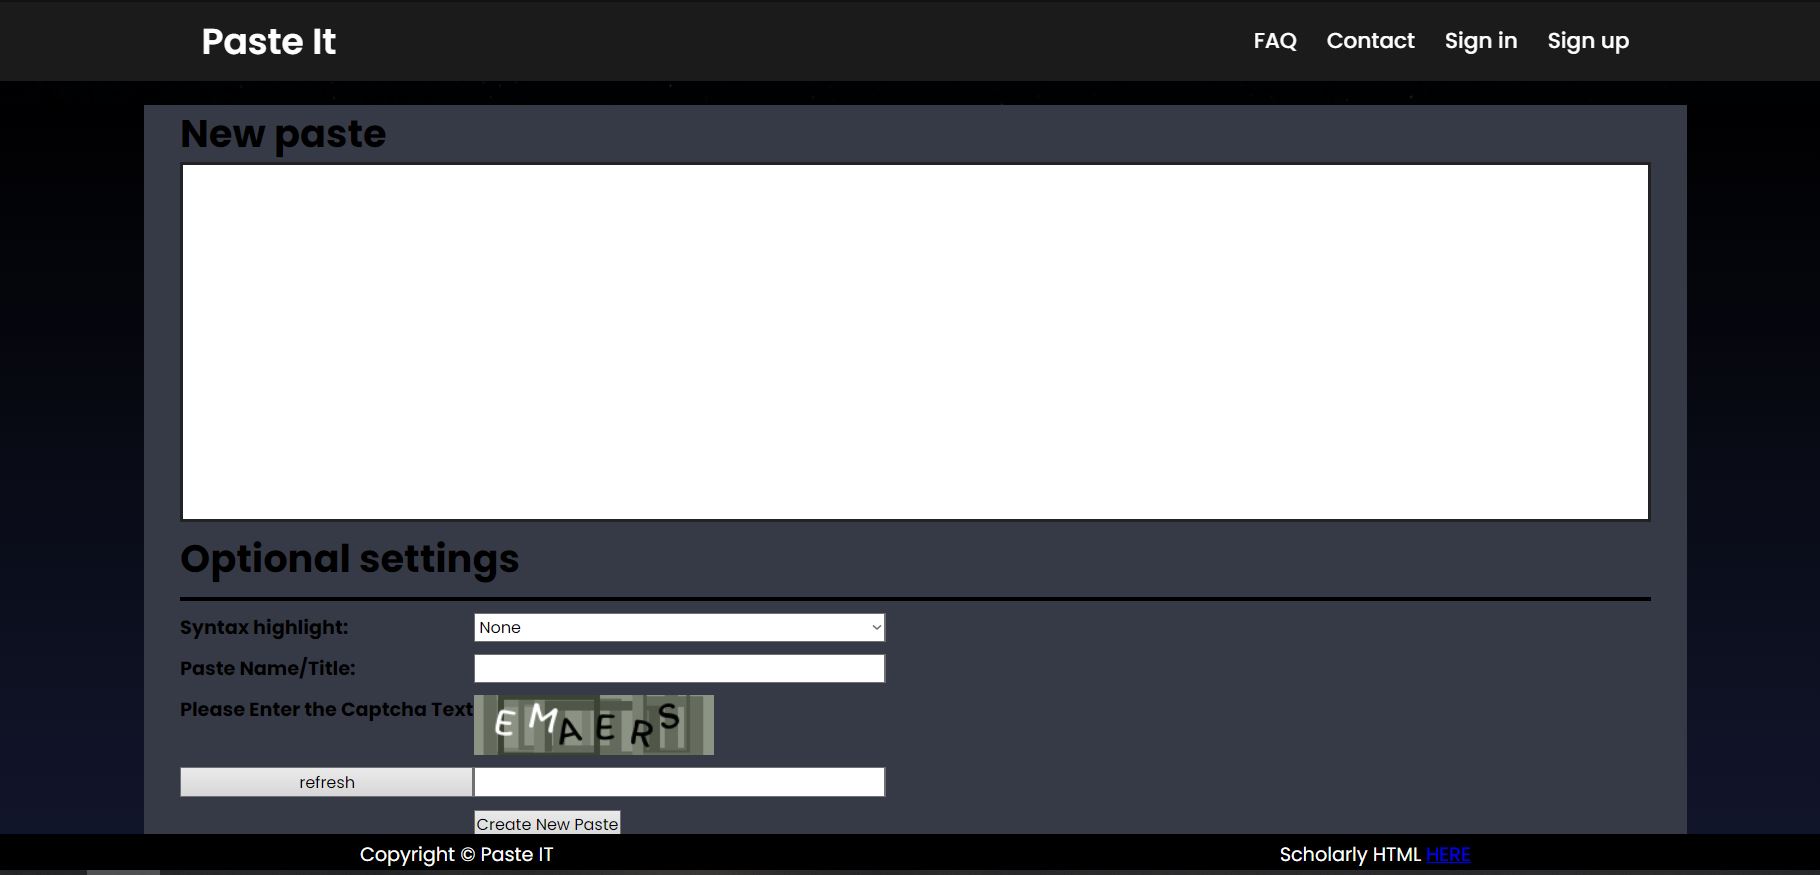 Paste It
FAQ Contact Sign in Sign up
New paste
Optional settings
Syntax highlight: None
Paste Name/Title:
Please Enter the Captcha Text EMAERS
refresh
Create New Paste
Copyright © Paste IT
Scholarly HTML HERE